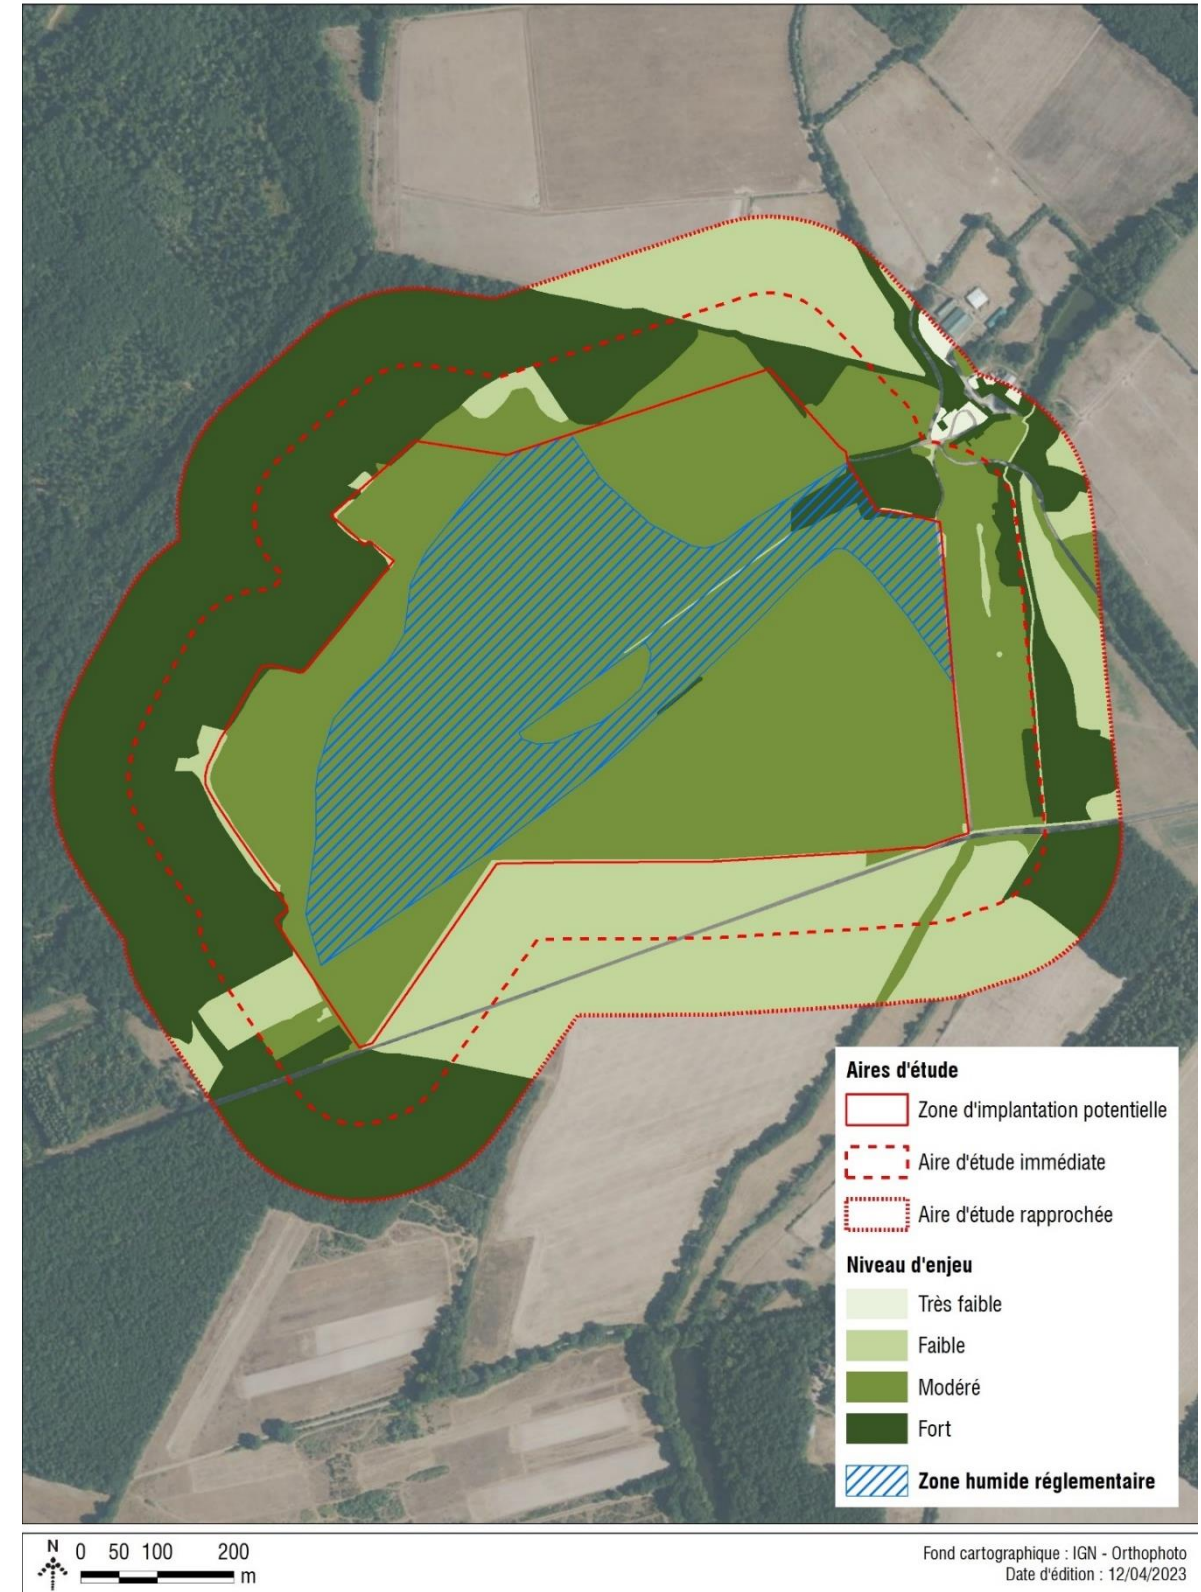 Aires d'étude
Zone d'implantation potentielle
Aire d'étude immédiate
Aire d'étude rapprochée
Niveau d'enjeu
Très faible
Faible
Modéré
Fort
Zone humide réglementaire
N
0 50 100 200
m
Fond cartographique : IGN - Orthophoto
Date d'édition : 12/04/2023